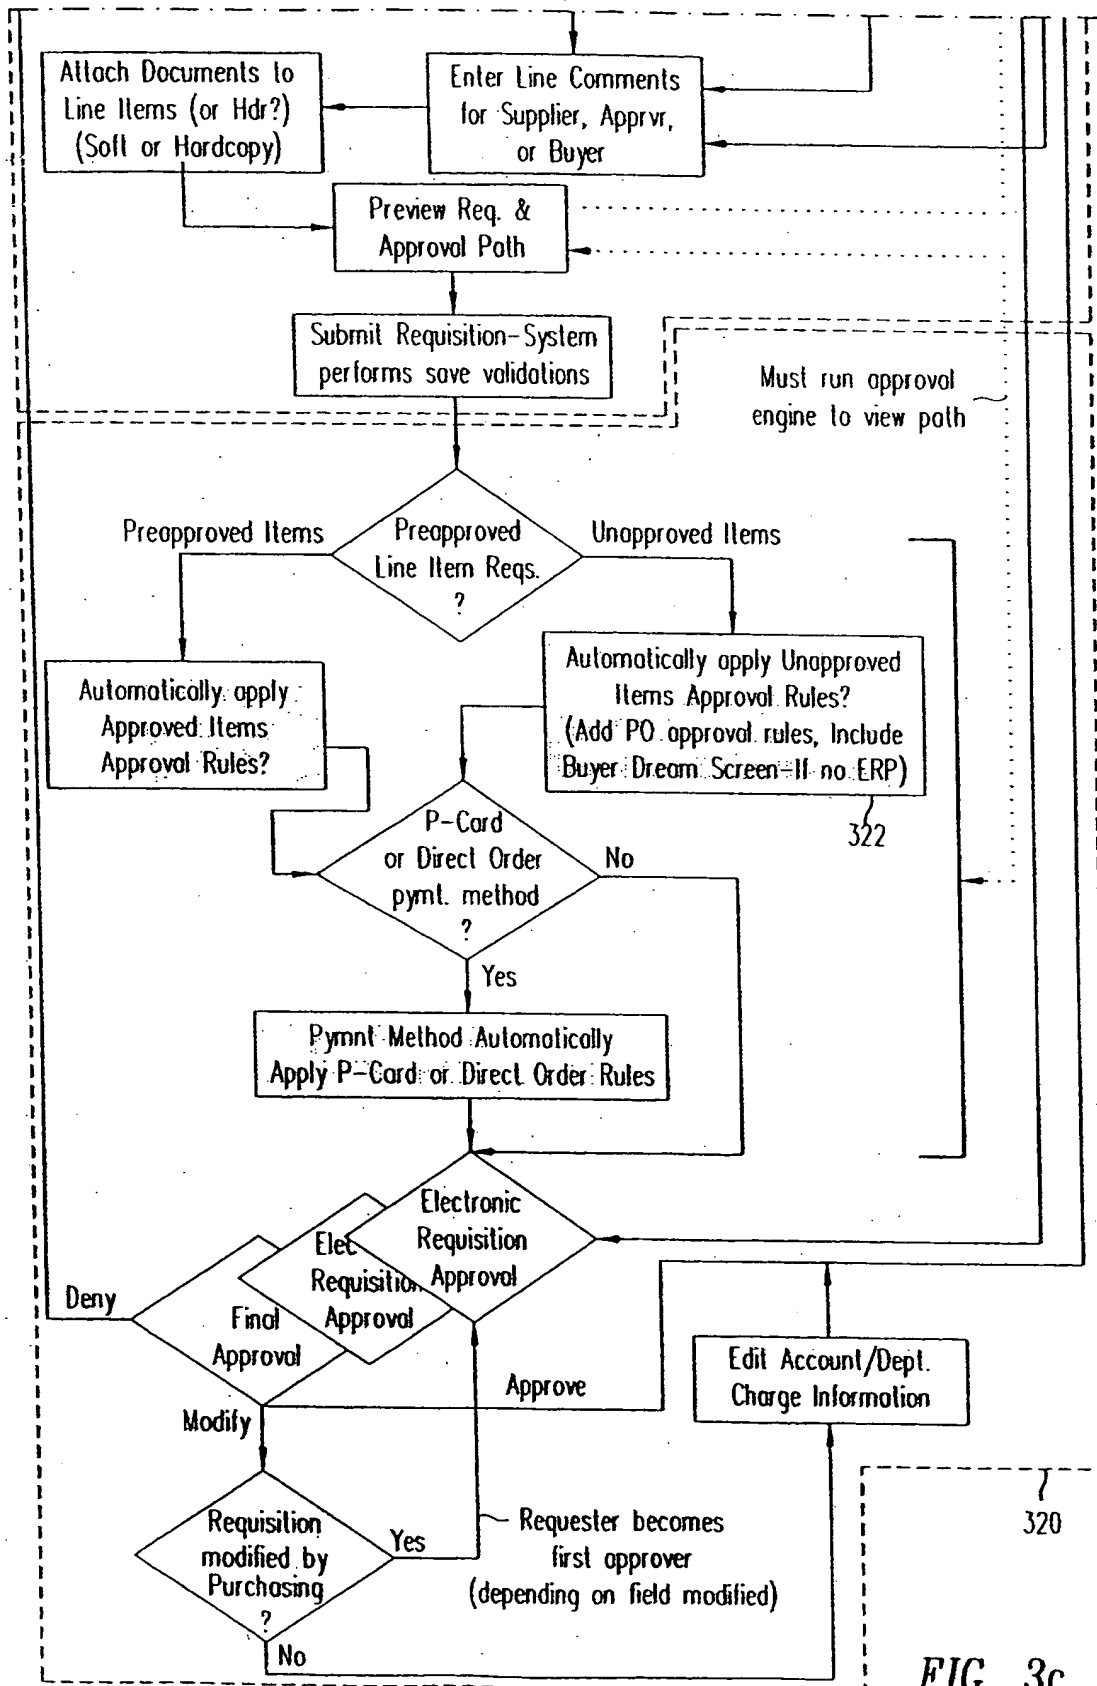 Attach Documents to
Line Items (or Hdr?)
(Soft or Hardcopy)
Enter Line Comments
for Supplier, Apprvr,
or Buyer
Preview Req. &
Approval Path
Submit Requisition-System
performs save validations
Must run approval
engine to view path
Preapproved Items
Preapproved
Line Item Reqs.
?
Unapproved Items
Automatically apply
Approved Items
Approval Rules?
Automatically apply Unapproved
Items Approval Rules?
(Add PO approval rules, Include
Buyer Dream Screen-If no ERP)
322
P-Card
or Direct Order
pymt. method
?
No
Yes
Pymnt Method Automatically
Apply P-Card or Direct Order Rules
Electronic
Requisition
Approval
Elec
Requisition
Approval
Final
Approval
Deny
Approve
Modify
Edit Account/Dept.
Charge Information
Requisition
modified by
Purchasing
?
Yes
Requester becomes
first approver
(depending on field modified)
No
320
FIG. 3c